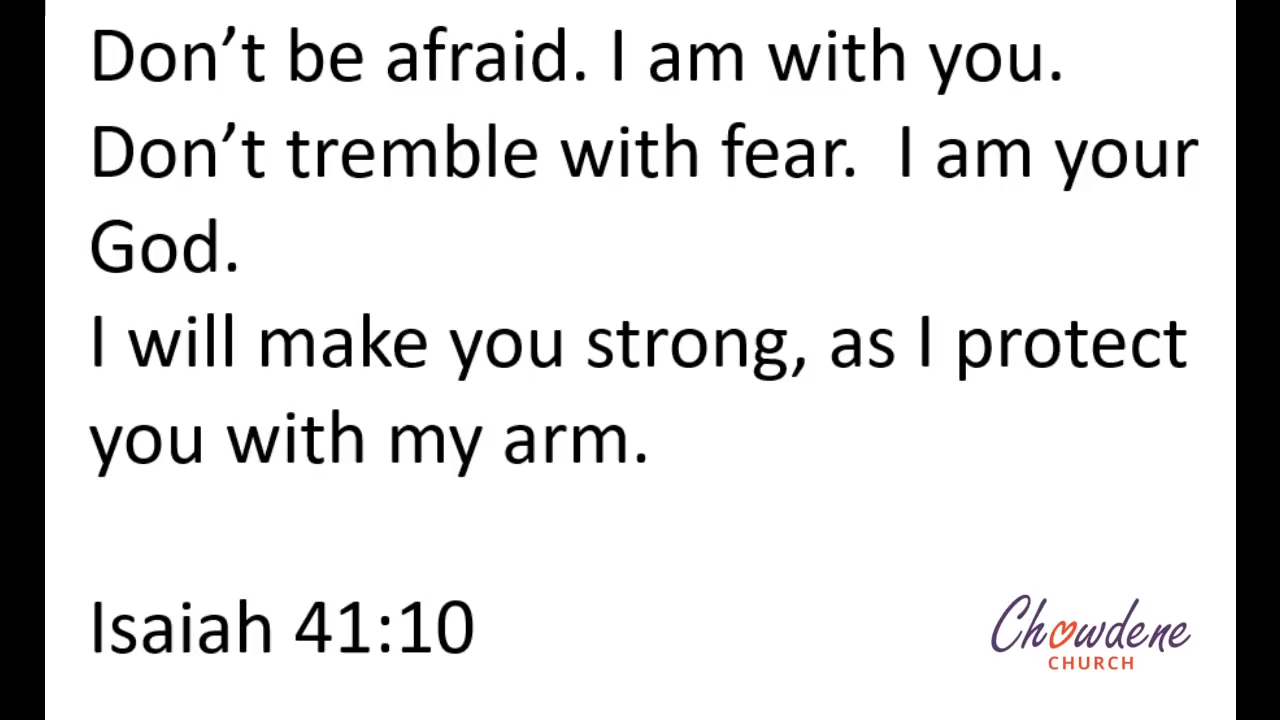 Don’t be afraid. I am with you.
Don’t tremble with fear.  I am your
God.
I will make you strong, as I protect
you with my arm.
Isaiah 41:10
Chowdene
CHURCH